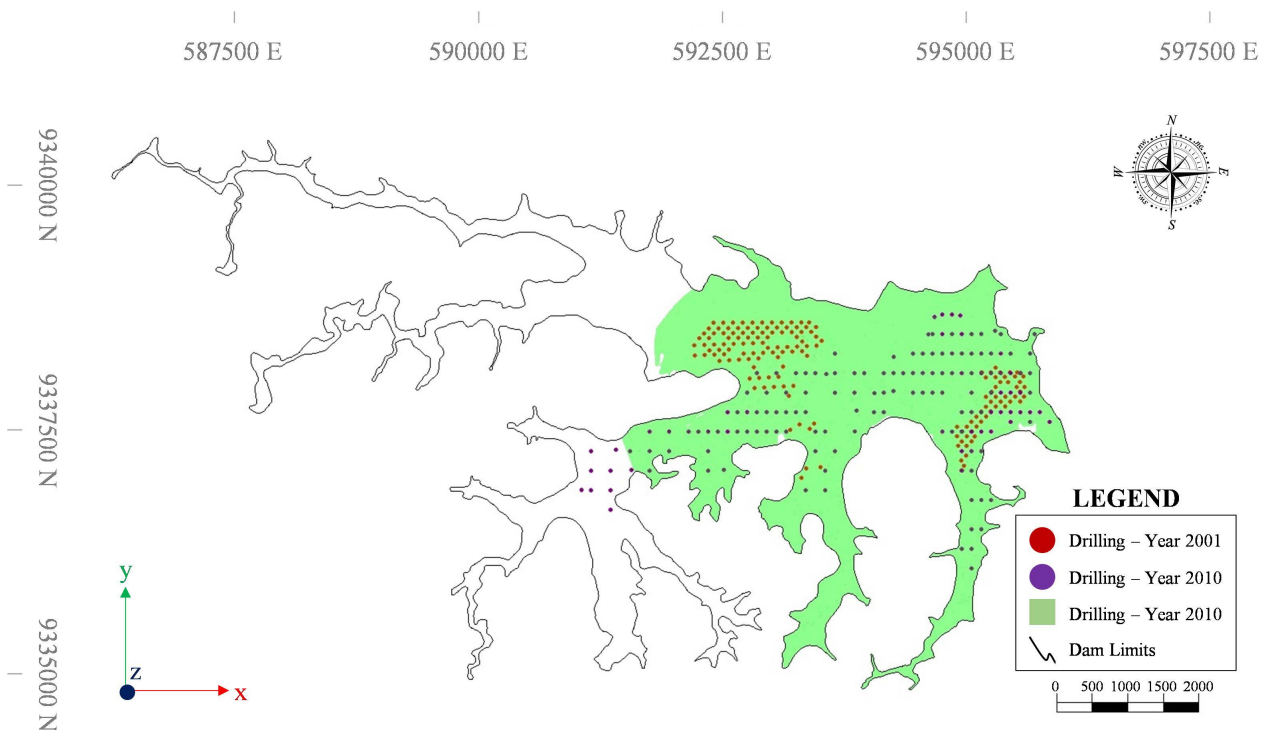 587500 E
590000 E
592500 E
595000 E
597500 E
9340000 N
9337500 N
9335000 N
N
W
E
S
LEGEND
Drilling – Year 2001
Drilling – Year 2010
Drilling – Year 2010
Dam Limits
0 500 1000 1500 2000
y
z
x